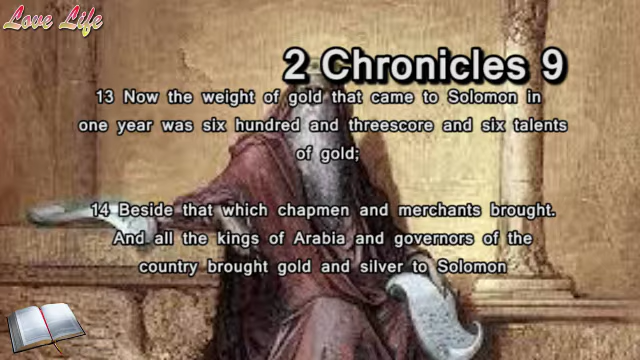 Love Life
2 Chronicles 9
13 Now the weight of gold that came to Solomon in
one year was six hundred and threescore and six talents
of gold;
14 Beside that which chapmen and merchants brought.
And all the kings of Arabia and governors of the
country brought gold and silver to Solomon